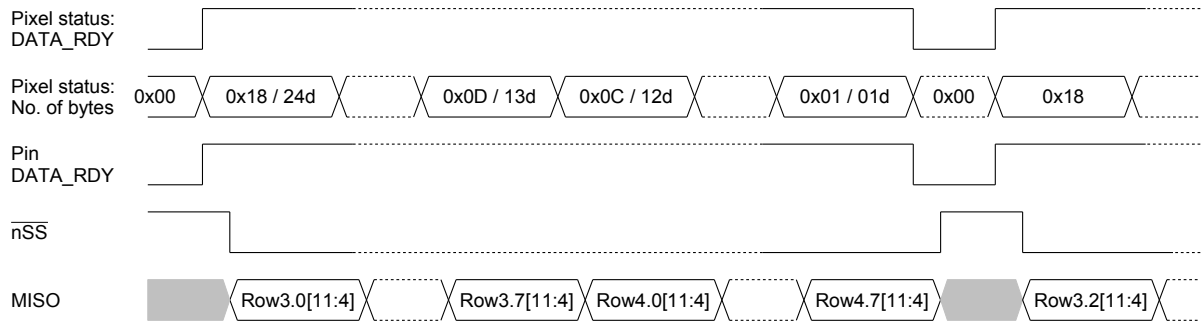 Pixel status:
DATA_RDY
Pixel status:
No. of bytes
0x00 0x18 / 24d 0x0D / 13d 0x0C / 12d 0x01 / 01d 0x00 0x18
Pin
DATA_RDY
nSS
MISO Row3.0[11:4] Row3.7[11:4] Row4.0[11:4] Row4.7[11:4] Row3.2[11:4]